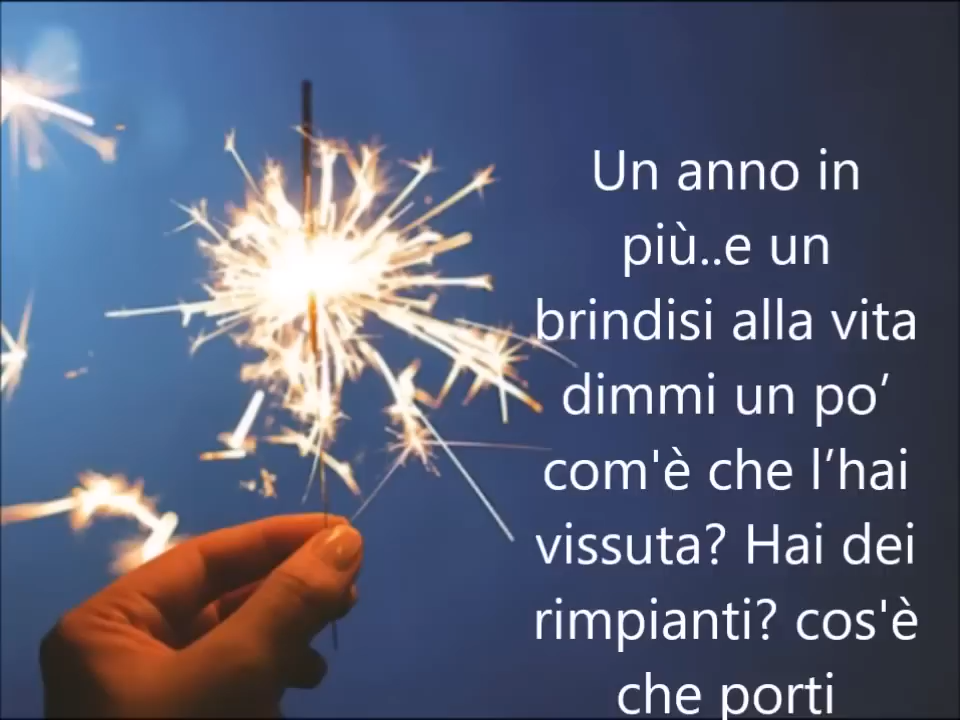 Un anno in
più..e un
brindisi alla vita
dimmi un po’
com'è che l’hai
vissuta? Hai dei
rimpianti? cos'è
che porti